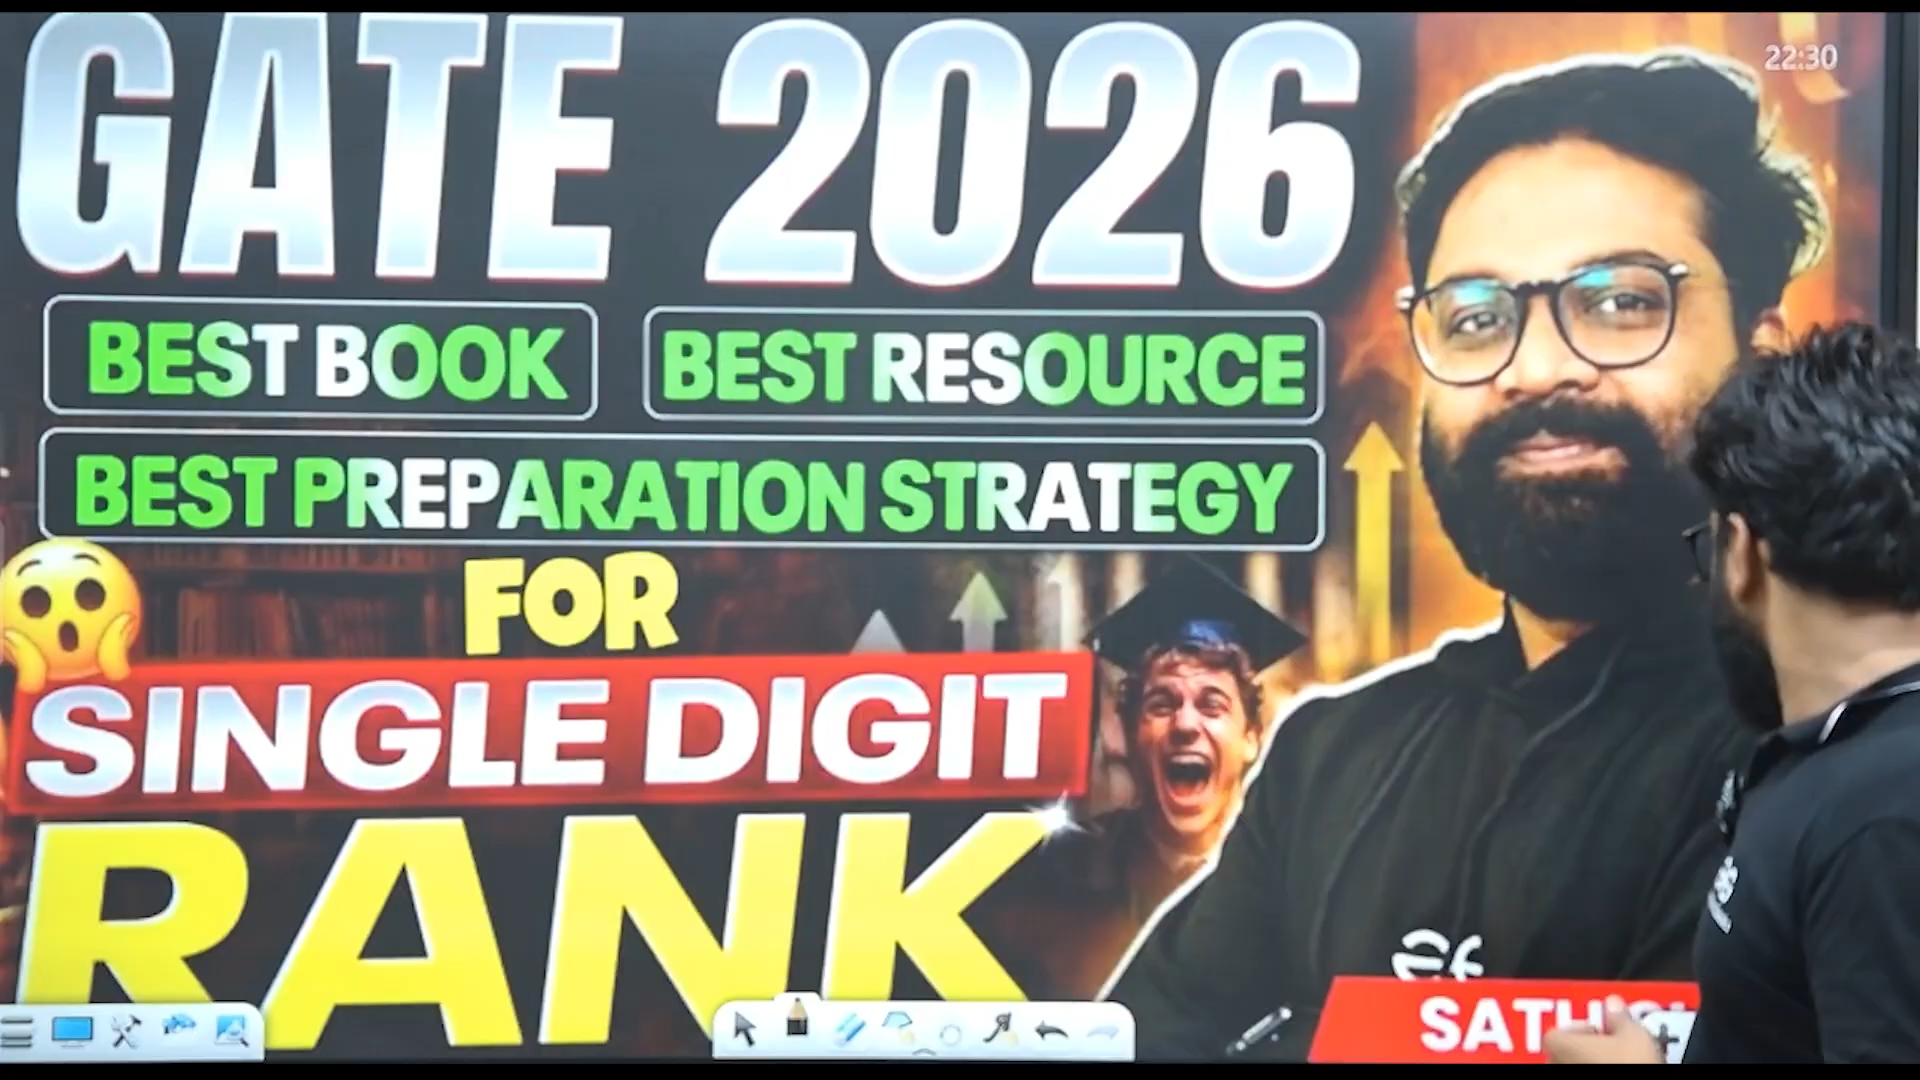 GATE 2026
22:30
BEST BOOK
BEST RESOURCE
BEST PREPARATION STRATEGY
FOR
SINGLE DIGIT
RANK